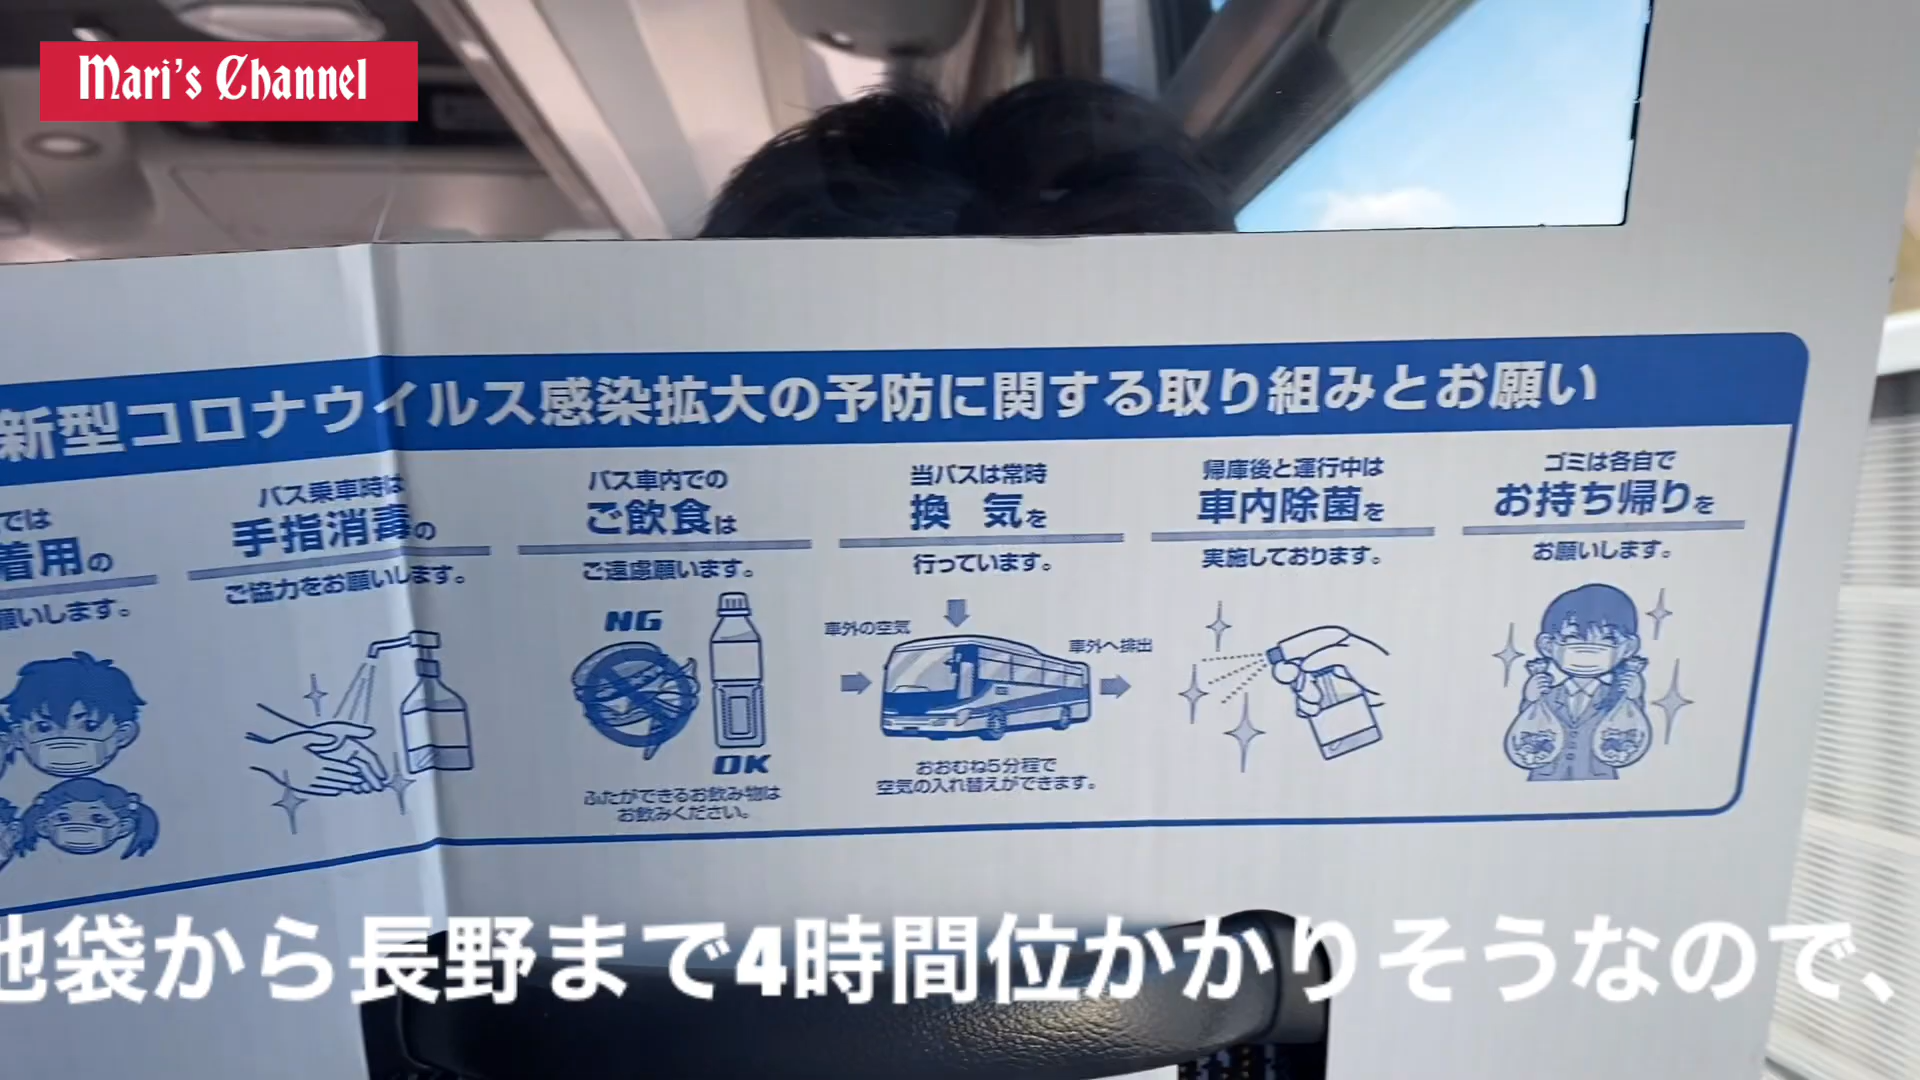 Mari's Channel
新型コロナウイルス感染拡大の予防に関する取り組みとお願い
では
着用の
願いします。
バス乗車時は
手指消毒の
ご協力をお願いします。
バス車内での
ご飲食は
ご遠慮願います。
NG
OK
ふたができるお飲み物は
お飲みください。
当バスは常時
換 気を
行っています。
車外の空気
車外へ排出
おおむね5分程で
空気の入れ替えができます。
帰庫後と運行中は
車内除菌を
実施しております。
ゴミは各自で
お持ち帰りを
お願いします。
池袋から長野まで4時間位かかりそうなので、